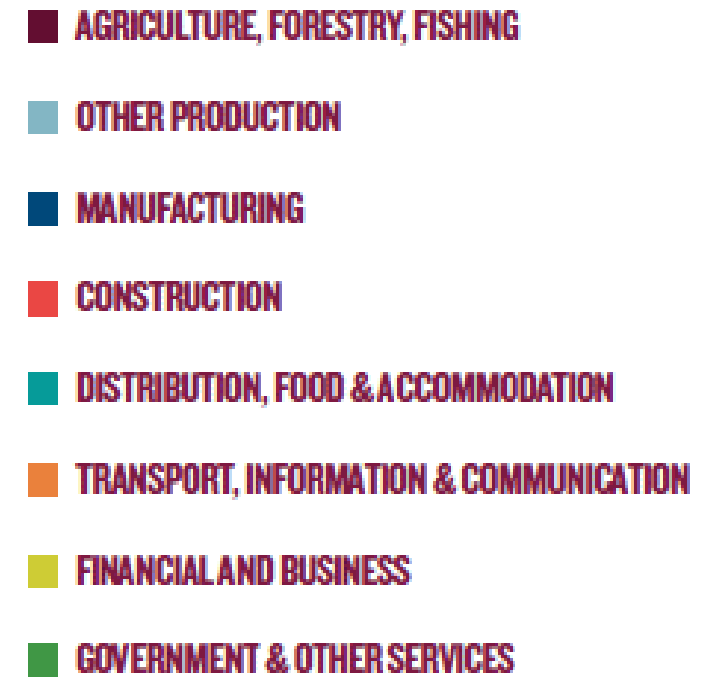 AGRICULTURE, FORESTRY, FISHING
OTHER PRODUCTION
MANUFACTURING
CONSTRUCTION
DISTRIBUTION, FOOD & ACCOMMODATION
TRANSPORT, INFORMATION & COMMUNICATION
FINANCIAL AND BUSINESS
GOVERNMENT & OTHER SERVICES